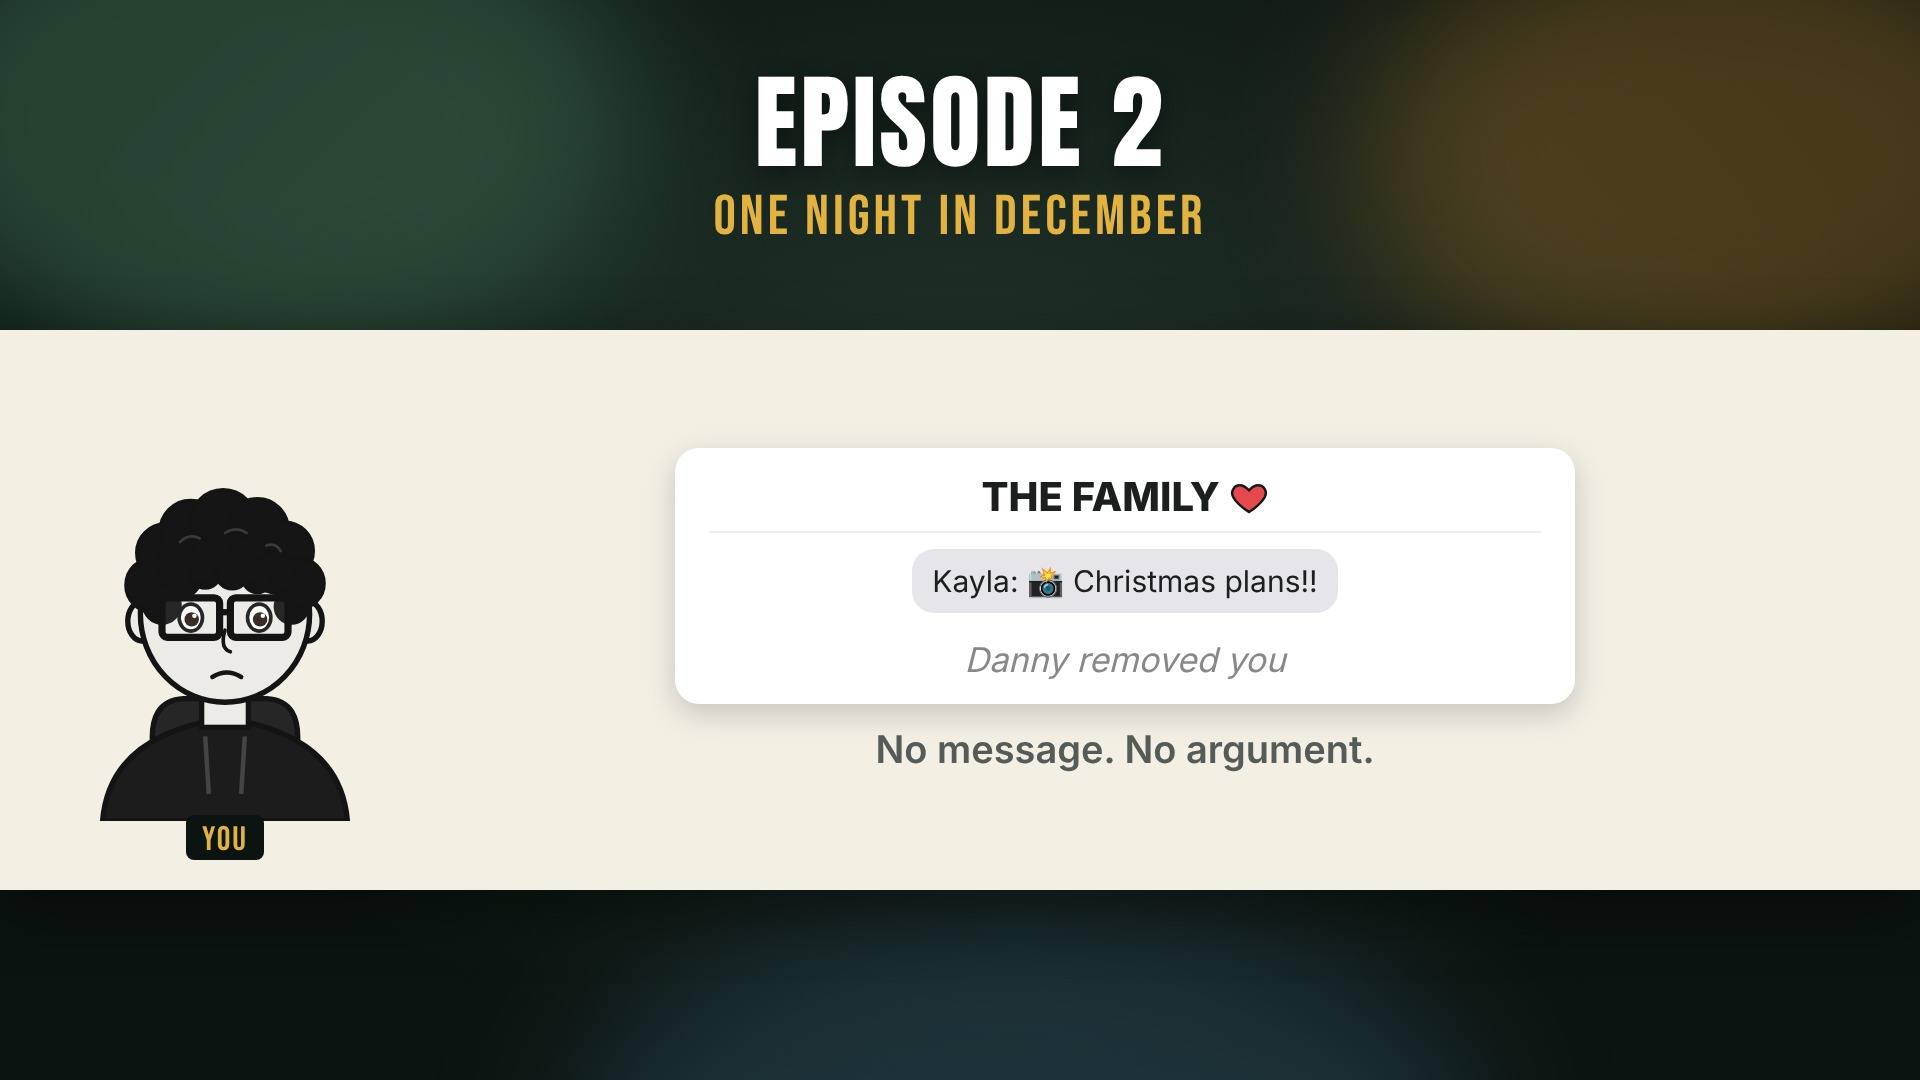 EPISODE 2
ONE NIGHT IN DECEMBER
THE FAMILY ❤️
Kayla: 📸 Christmas plans!!
Danny removed you
No message. No argument.
YOU